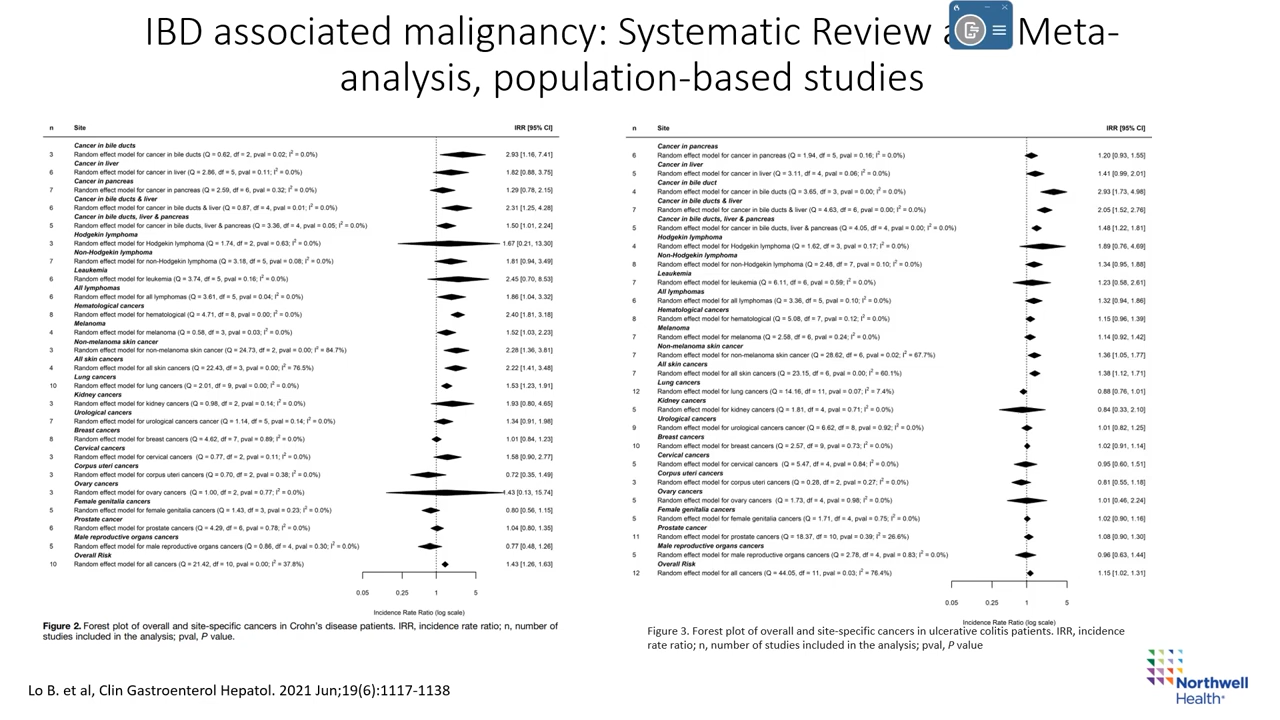 IBD associated malignancy: Systematic Review Meta-
analysis, population-based studies
n Site IRR [95% CI]
Cancer in bile ducts
3 Random effect model for cancer in bile ducts (Q = 0.62, df = 2, pval = 0.02; I² = 0.0%) 2.93 [1.16, 7.41]
Cancer in liver
6 Random effect model for cancer in liver (Q = 2.86, df = 5, pval = 0.11; I² = 0.0%) 1.82 [0.88, 3.75]
Cancer in pancreas
7 Random effect model for cancer in pancreas (Q = 2.59, df = 6, pval = 0.32; I² = 0.0%) 1.29 [0.78, 2.15]
Cancer in bile ducts & liver
6 Random effect model for cancer in bile ducts & liver (Q = 0.87, df = 4, pval = 0.01; I² = 0.0%) 2.31 [1.25, 4.28]
Cancer in bile ducts, liver & pancreas
5 Random effect model for cancer in bile ducts, liver & pancreas (Q = 3.36, df = 4, pval = 0.05; I² = 0.0%) 1.50 [1.01, 2.24]
Hodgkin lymphoma
3 Random effect model for Hodgkin lymphoma (Q = 1.74, df = 2, pval = 0.63; I² = 0.0%) 1.67 [0.21, 13.30]
Non-Hodgkin lymphoma
7 Random effect model for non-Hodgkin lymphoma (Q = 3.18, df = 5, pval = 0.08; I² = 0.0%) 1.81 [0.94, 3.49]
Leaukemia
6 Random effect model for leukemia (Q = 3.74, df = 5, pval = 0.16; I² = 0.0%) 2.45 [0.70, 8.53]
All lymphomas
6 Random effect model for all lymphomas (Q = 3.61, df = 5, pval = 0.04; I² = 0.0%) 1.86 [1.04, 3.32]
Hematological cancers
8 Random effect model for hematological (Q = 4.71, df = 8, pval = 0.00; I² = 0.0%) 2.40 [1.81, 3.18]
Melanoma
4 Random effect model for melanoma (Q = 0.58, df = 3, pval = 0.03; I² = 0.0%) 1.52 [1.03, 2.23]
Non-melanoma skin cancer
3 Random effect model for non-melanoma skin cancer (Q = 24.73, df = 2, pval = 0.00; I² = 84.7%) 2.28 [1.36, 3.81]
All skin cancers
4 Random effect model for all skin cancers (Q = 22.43, df = 3, pval = 0.00; I² = 76.5%) 2.22 [1.41, 3.48]
Lung cancers
10 Random effect model for lung cancers (Q = 2.01, df = 9, pval = 0.00; I² = 0.0%) 1.53 [1.23, 1.91]
Kidney cancers
3 Random effect model for kidney cancers (Q = 0.98, df = 2, pval = 0.14; I² = 0.0%) 1.93 [0.80, 4.65]
Urological cancers
7 Random effect model for urological cancers cancer (Q = 1.14, df = 5, pval = 0.14; I² = 0.0%) 1.34 [0.91, 1.98]
Breast cancers
8 Random effect model for breast cancers (Q = 4.62, df = 7, pval = 0.89; I² = 0.0%) 1.01 [0.84, 1.23]
Cervical cancers
3 Random effect model for cervical cancers (Q = 0.77, df = 2, pval = 0.11; I² = 0.0%) 1.58 [0.90, 2.77]
Corpus uteri cancers
3 Random effect model for corpus uteri cancers (Q = 0.70, df = 2, pval = 0.38; I² = 0.0%) 0.72 [0.35, 1.49]
Ovary cancers
3 Random effect model for ovary cancers (Q = 1.00, df = 2, pval = 0.77; I² = 0.0%) 1.43 [0.13, 15.74]
Female genitalia cancers
5 Random effect model for female genitalia cancers (Q = 1.43, df = 3, pval = 0.23; I² = 0.0%) 0.80 [0.56, 1.15]
Prostate cancer
6 Random effect model for prostate cancers (Q = 4.29, df = 6, pval = 0.78; I² = 0.0%) 1.04 [0.80, 1.35]
Male reproductive organs cancers
5 Random effect model for male reproductive organs cancers (Q = 0.86, df = 4, pval = 0.30; I² = 0.0%) 0.77 [0.48, 1.26]
Overall Risk
10 Random effect model for all cancers (Q = 21.42, df = 10, pval = 0.00; I² = 37.8%) 1.43 [1.26, 1.63]
0.05 0.25 1 5
Incidence Rate Ratio (log scale)
Figure 2. Forest plot of overall and site-specific cancers in Crohn's disease patients. IRR, incidence rate ratio; n, number of
studies included in the analysis; pval, P value.
n Site IRR [95% CI]
Cancer in pancreas
6 Random effect model for cancer in pancreas (Q = 1.94, df = 5, pval = 0.16; I² = 0.0%) 1.20 [0.93, 1.55]
Cancer in liver
5 Random effect model for cancer in liver (Q = 3.11, df = 4, pval = 0.06; I² = 0.0%) 1.41 [0.99, 2.01]
Cancer in bile duct
4 Random effect model for cancer in bile ducts (Q = 3.65, df = 3, pval = 0.00; I² = 0.0%) 2.93 [1.73, 4.98]
Cancer in bile ducts & liver
7 Random effect model for cancer in bile ducts & liver (Q = 4.63, df = 6, pval = 0.00; I² = 0.0%) 2.05 [1.52, 2.76]
Cancer in bile ducts, liver & pancreas
5 Random effect model for cancer in bile ducts, liver & pancreas (Q = 4.05, df = 4, pval = 0.00; I² = 0.0%) 1.48 [1.22, 1.81]
Hodgkin lymphoma
4 Random effect model for Hodgkin lymphoma (Q = 1.62, df = 3, pval = 0.17; I² = 0.0%) 1.89 [0.76, 4.69]
Non-Hodgkin lymphoma
8 Random effect model for non-Hodgkin lymphoma (Q = 2.48, df = 7, pval = 0.10; I² = 0.0%) 1.34 [0.95, 1.88]
Leaukemia
7 Random effect model for leukemia (Q = 6.11, df = 6, pval = 0.59; I² = 0.0%) 1.23 [0.58, 2.61]
All lymphomas
6 Random effect model for all lymphomas (Q = 3.36, df = 5, pval = 0.10; I² = 0.0%) 1.32 [0.94, 1.86]
Hematological cancers
8 Random effect model for hematological (Q = 5.08, df = 7, pval = 0.12; I² = 0.0%) 1.15 [0.96, 1.39]
Melanoma
7 Random effect model for melanoma (Q = 2.58, df = 6, pval = 0.24; I² = 0.0%) 1.14 [0.92, 1.42]
Non-melanoma skin cancer
7 Random effect model for non-melanoma skin cancer (Q = 28.62, df = 6, pval = 0.02; I² = 67.7%) 1.36 [1.05, 1.77]
All skin cancers
7 Random effect model for all skin cancers (Q = 23.15, df = 6, pval = 0.00; I² = 60.1%) 1.38 [1.12, 1.71]
Lung cancers
12 Random effect model for lung cancers (Q = 14.16, df = 11, pval = 0.07; I² = 7.4%) 0.88 [0.76, 1.01]
Kidney cancers
5 Random effect model for kidney cancers (Q = 1.81, df = 4, pval = 0.71; I² = 0.0%) 0.84 [0.33, 2.10]
Urological cancers
9 Random effect model for urological cancers cancer (Q = 6.62, df = 8, pval = 0.92; I² = 0.0%) 1.01 [0.82, 1.25]
Breast cancers
10 Random effect model for breast cancers (Q = 2.57, df = 9, pval = 0.73; I² = 0.0%) 1.02 [0.91, 1.14]
Cervical cancers
5 Random effect model for cervical cancers (Q = 5.47, df = 4, pval = 0.84; I² = 0.0%) 0.95 [0.60, 1.51]
Corpus uteri cancers
3 Random effect model for corpus uteri cancers (Q = 0.28, df = 2, pval = 0.27; I² = 0.0%) 0.81 [0.55, 1.18]
Ovary cancers
5 Random effect model for ovary cancers (Q = 1.73, df = 4, pval = 0.98; I² = 0.0%) 1.01 [0.46, 2.24]
Female genitalia cancers
5 Random effect model for female genitalia cancers (Q = 1.71, df = 4, pval = 0.75; I² = 0.0%) 1.02 [0.90, 1.16]
Prostate cancer
11 Random effect model for prostate cancers (Q = 18.37, df = 10, pval = 0.39; I² = 26.6%) 1.08 [0.90, 1.30]
Male reproductive organs cancers
5 Random effect model for male reproductive organs cancers (Q = 2.78, df = 4, pval = 0.83; I² = 0.0%) 0.96 [0.63, 1.44]
Overall Risk
12 Random effect model for all cancers (Q = 44.05, df = 11, pval = 0.03; I² = 76.4%) 1.15 [1.02, 1.31]
0.05 0.25 1 5
Incidence Rate Ratio (log scale)
Figure 3. Forest plot of overall and site-specific cancers in ulcerative colitis patients. IRR, incidence
rate ratio; n, number of studies included in the analysis; pval, P value
Lo B. et al, Clin Gastroenterol Hepatol. 2021 Jun;19(6):1117-1138
Northwell
Health